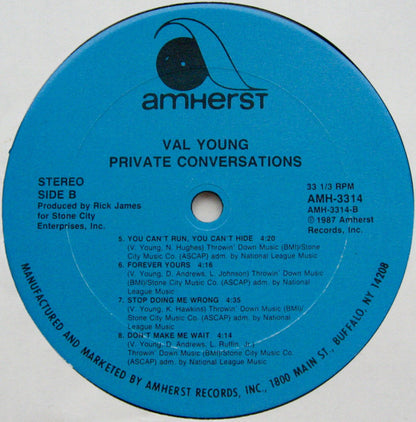 amherst
VAL YOUNG
PRIVATE CONVERSATIONS
STEREO
SIDE B
Produced by Rick James
for Stone City
Enterprises, Inc.
33 1/3 RPM
AMH-3314
AMH-3314-B
℗ 1987 Amherst
Records, Inc.
5. YOU CAN'T RUN, YOU CAN'T HIDE 4:20
(V. Young, N. Hughes) Throwin' Down Music (BMI)/Stone
City Music Co. (ASCAP) adm. by National League Music
6. FOREVER YOURS 4:16
(V. Young, D. Andrews, L. Johnson) Throwin' Down Music
(BMI)/Stone City Music Co. (ASCAP) adm. by National
League Music
7. STOP DOING ME WRONG 4:35
(V. Young, K. Hawkins) Throwin' Down Music (BMI)/
Stone City Music Co. (ASCAP) adm. by National League
Music
8. DON'T MAKE ME WAIT 4:14
(V. Young, D. Andrews, L. Ruffin, Jr.)
Throwin' Down Music (BMI)/Stone City Music Co.
(ASCAP) adm. by National League Music
MANUFACTURED AND MARKETED BY AMHERST RECORDS, INC., 1800 MAIN ST., BUFFALO, NY 14208